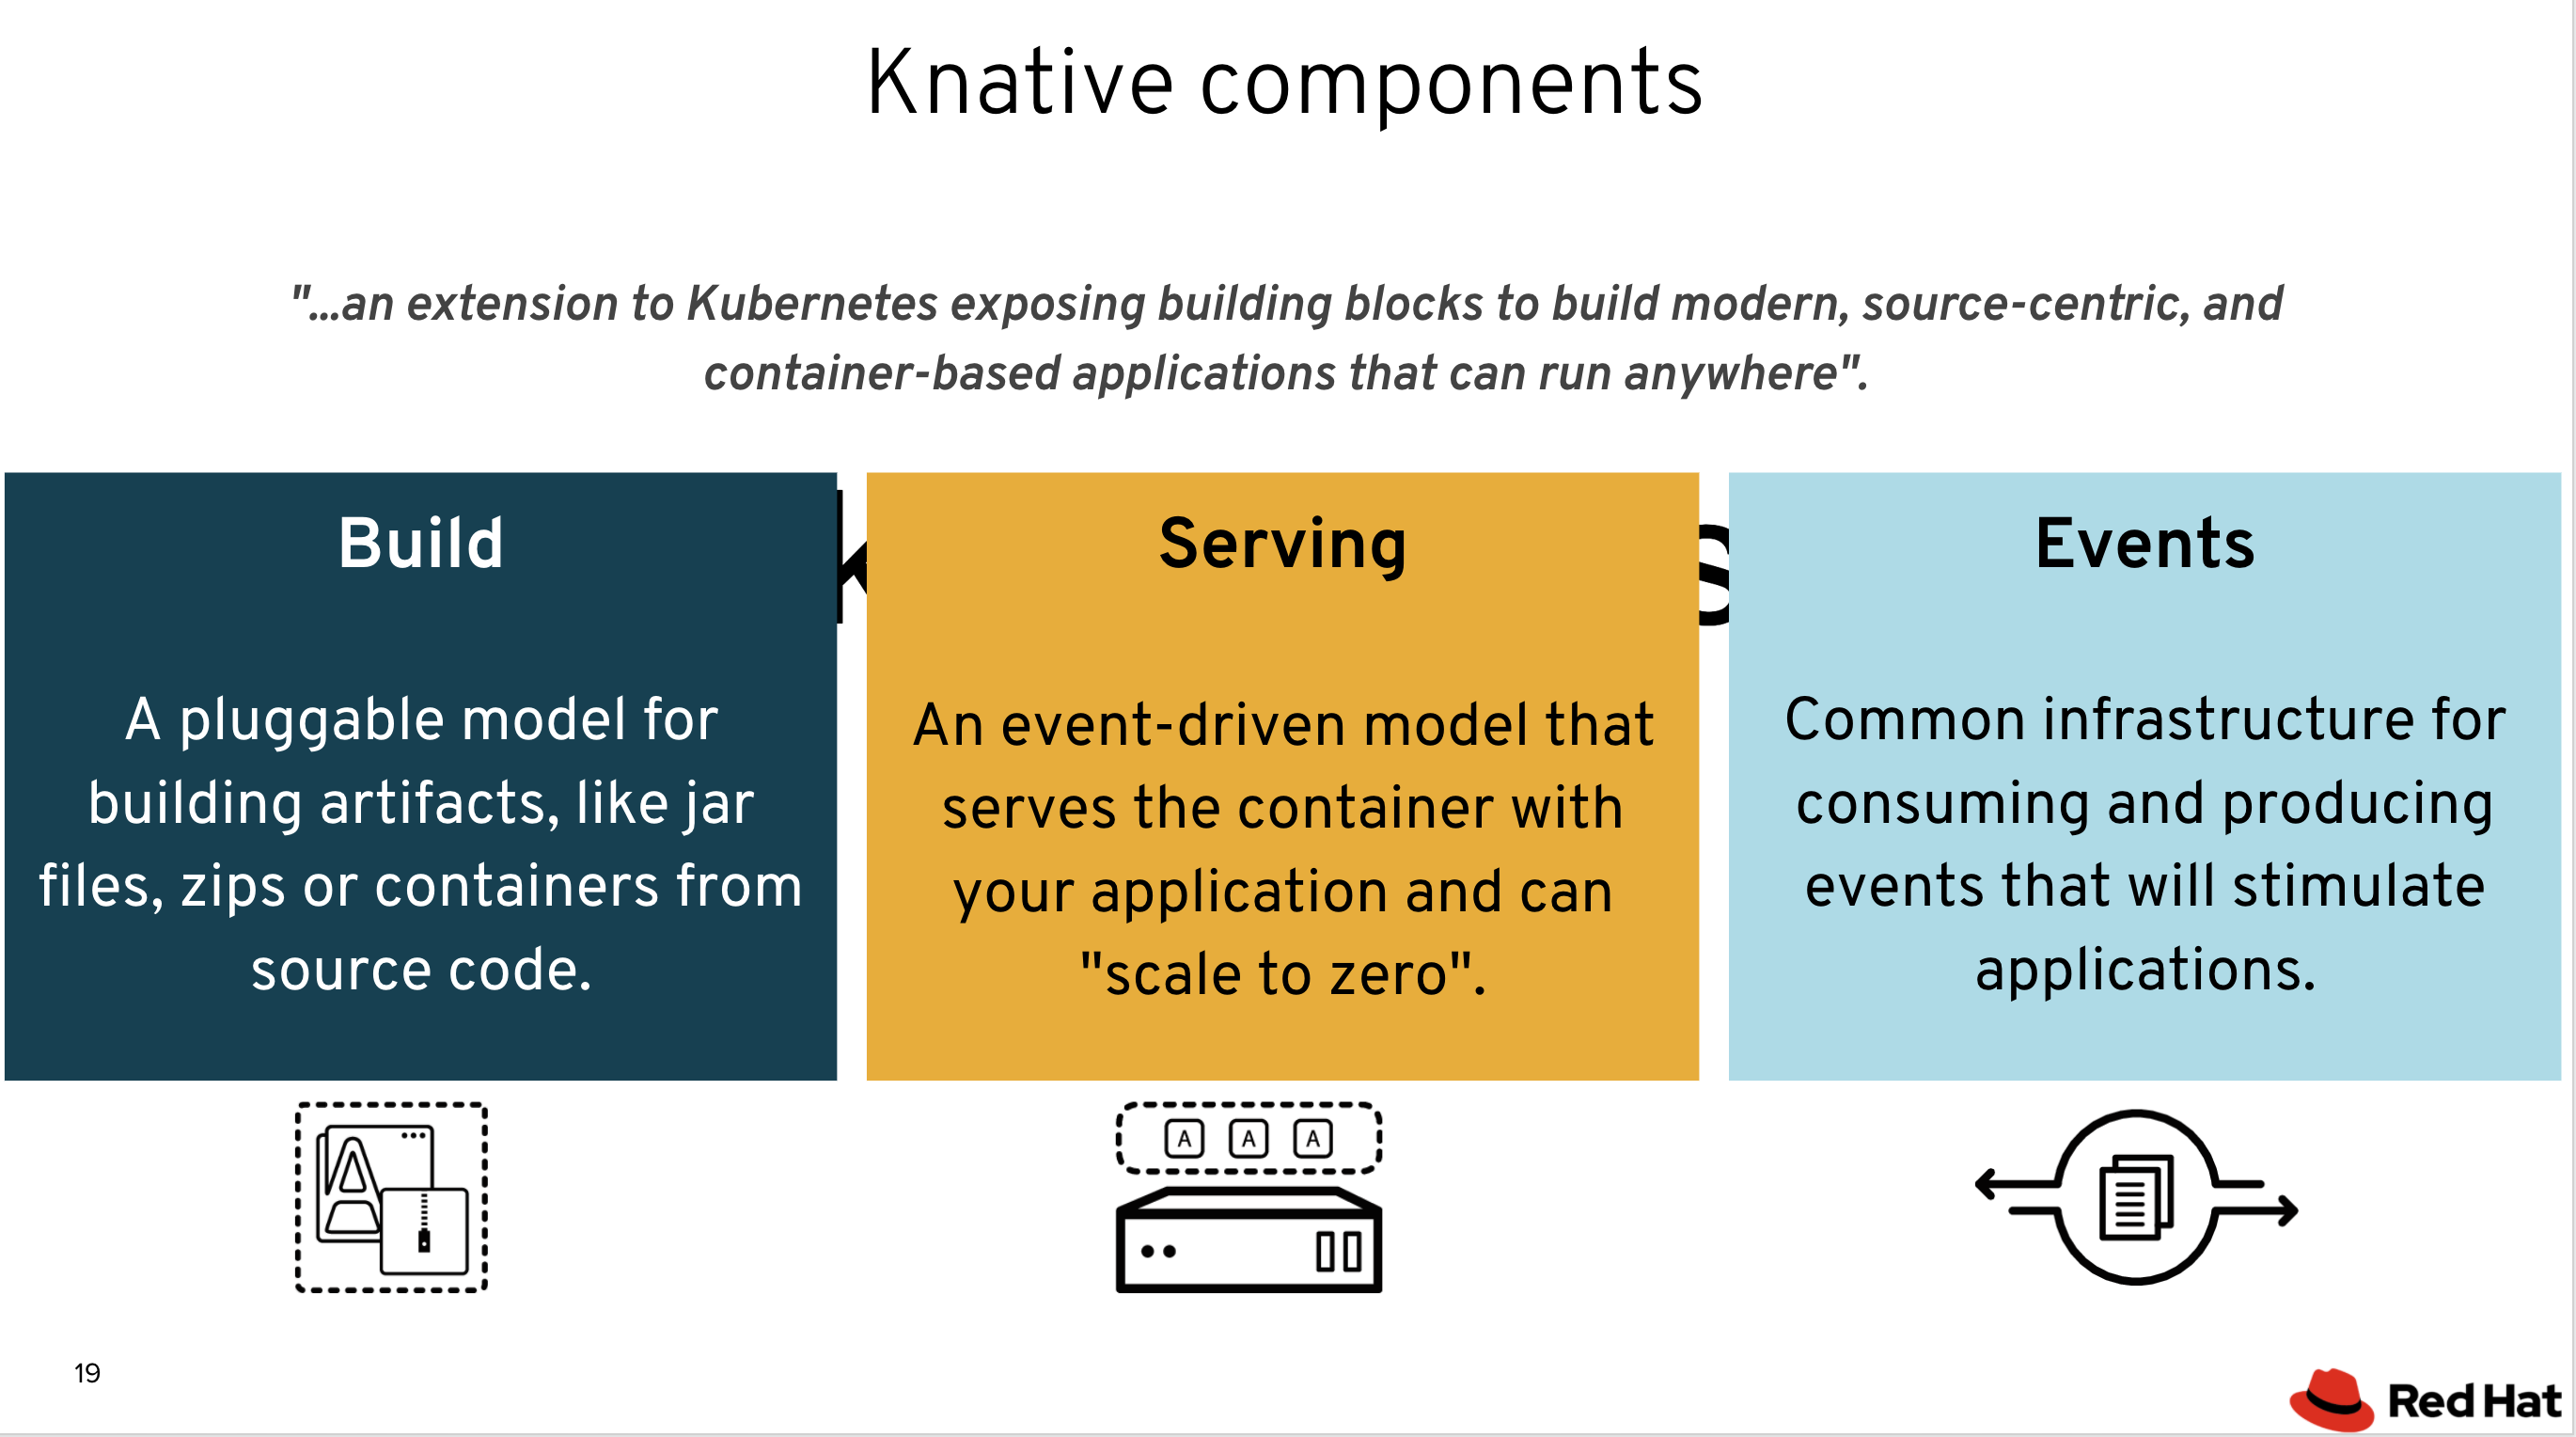 Knative components
"...an extension to Kubernetes exposing building blocks to build modern, source-centric, and
container-based applications that can run anywhere".
Build
A pluggable model for
building artifacts, like jar
files, zips or containers from
source code.
Serving
An event-driven model that
serves the container with
your application and can
"scale to zero".
Events
Common infrastructure for
consuming and producing
events that will stimulate
applications.
A
A A A
19
Red Hat